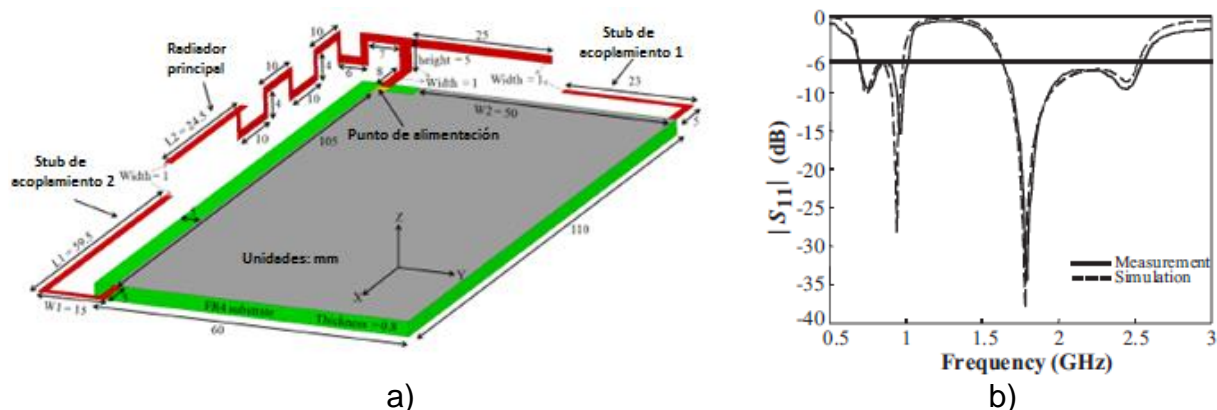 Radiador
principal
10
10
10
4
4
10
10
6
7
8
25
height = 5
Width = 1
Stub de
acoplamiento 1
23
5
W2 = 50
Punto de alimentación
L2 = 24.5
105
Stub de
acoplamiento 2
Width = 1
L1 = 59.5
Unidades: mm
Z
Y
X
110
W1 = 15
FR4 substrate
Thickness = 0.8
60
a)
|S11| (dB)
0
-6
-10
-15
-20
-25
-30
-35
-40
Measurement
Simulation
0.5
1
1.5
2
2.5
3
Frequency (GHz)
b)